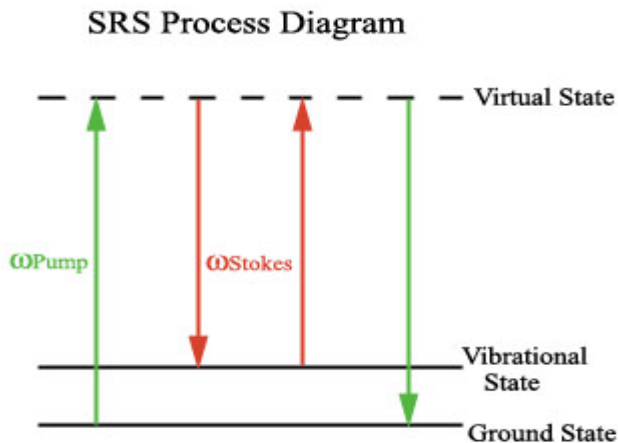 SRS Process Diagram
Virtual State
ωPump
ωStokes
Vibrational
State
Ground State